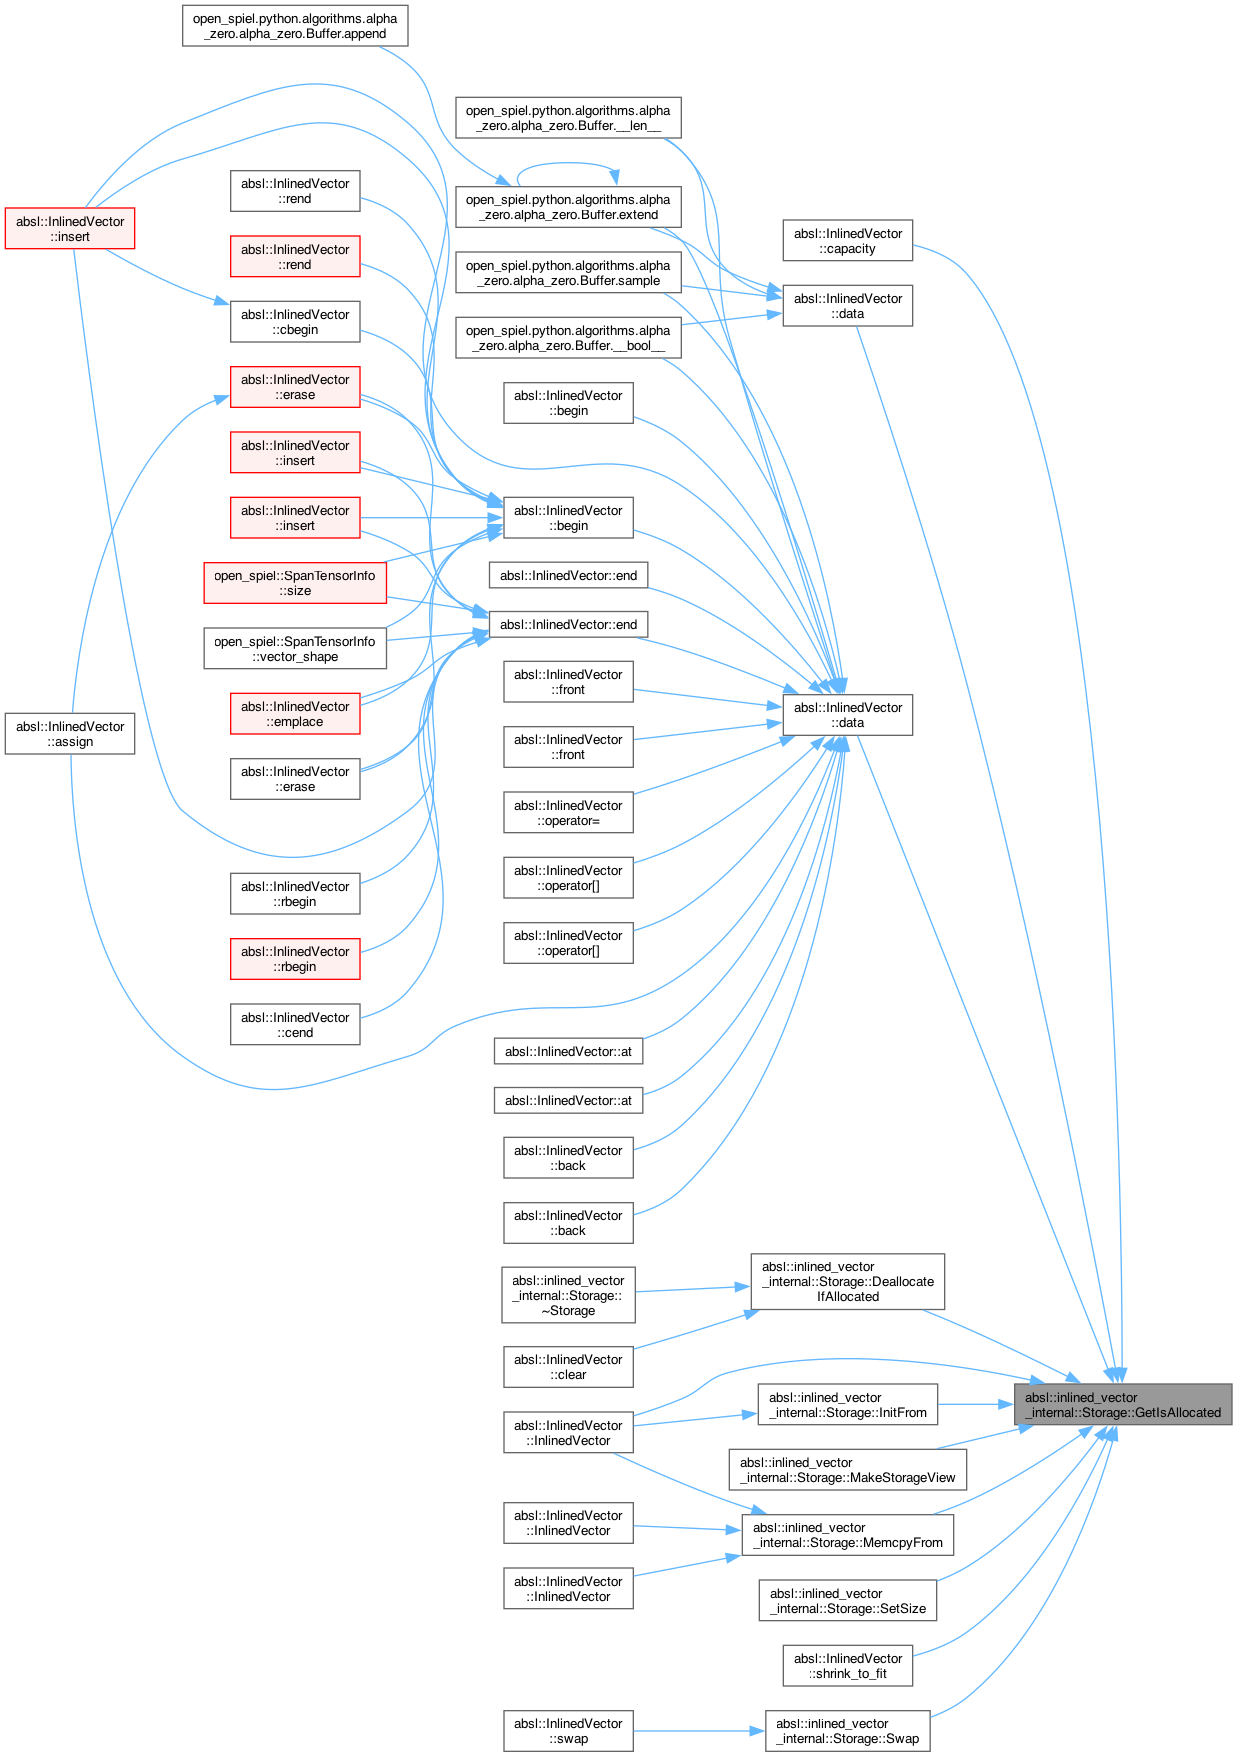 open_spiel.python.algorithms.alpha
_zero.alpha_zero.Buffer.append
open_spiel.python.algorithms.alpha
_zero.alpha_zero.Buffer.__len__
absl::InlinedVector
::rend
open_spiel.python.algorithms.alpha
_zero.alpha_zero.Buffer.extend
absl::InlinedVector
::insert
absl::InlinedVector
::capacity
absl::InlinedVector
::rend
open_spiel.python.algorithms.alpha
_zero.alpha_zero.Buffer.sample
absl::InlinedVector
::data
absl::InlinedVector
::cbegin
open_spiel.python.algorithms.alpha
_zero.alpha_zero.Buffer.__bool__
absl::InlinedVector
::erase
absl::InlinedVector
::begin
absl::InlinedVector
::insert
absl::InlinedVector
::insert
absl::InlinedVector
::begin
open_spiel::SpanTensorInfo
::size
absl::InlinedVector::end
absl::InlinedVector::end
open_spiel::SpanTensorInfo
::vector_shape
absl::InlinedVector
::front
absl::InlinedVector
::emplace
absl::InlinedVector
::data
absl::InlinedVector
::assign
absl::InlinedVector
::front
absl::InlinedVector
::erase
absl::InlinedVector
::operator=
absl::InlinedVector
::operator[]
absl::InlinedVector
::rbegin
absl::InlinedVector
::operator[]
absl::InlinedVector
::rbegin
absl::InlinedVector
::cend
absl::InlinedVector::at
absl::InlinedVector::at
absl::InlinedVector
::back
absl::InlinedVector
::back
absl::inlined_vector
_internal::Storage::Deallocate
IfAllocated
absl::inlined_vector
_internal::Storage::
~Storage
absl::InlinedVector
::clear
absl::inlined_vector
_internal::Storage::InitFrom
absl::inlined_vector
_internal::Storage::GetIsAllocated
absl::InlinedVector
::InlinedVector
absl::inlined_vector
_internal::Storage::MakeStorageView
absl::InlinedVector
::InlinedVector
absl::inlined_vector
_internal::Storage::MemcpyFrom
absl::InlinedVector
::InlinedVector
absl::inlined_vector
_internal::Storage::SetSize
absl::InlinedVector
::shrink_to_fit
absl::InlinedVector
::swap
absl::inlined_vector
_internal::Storage::Swap